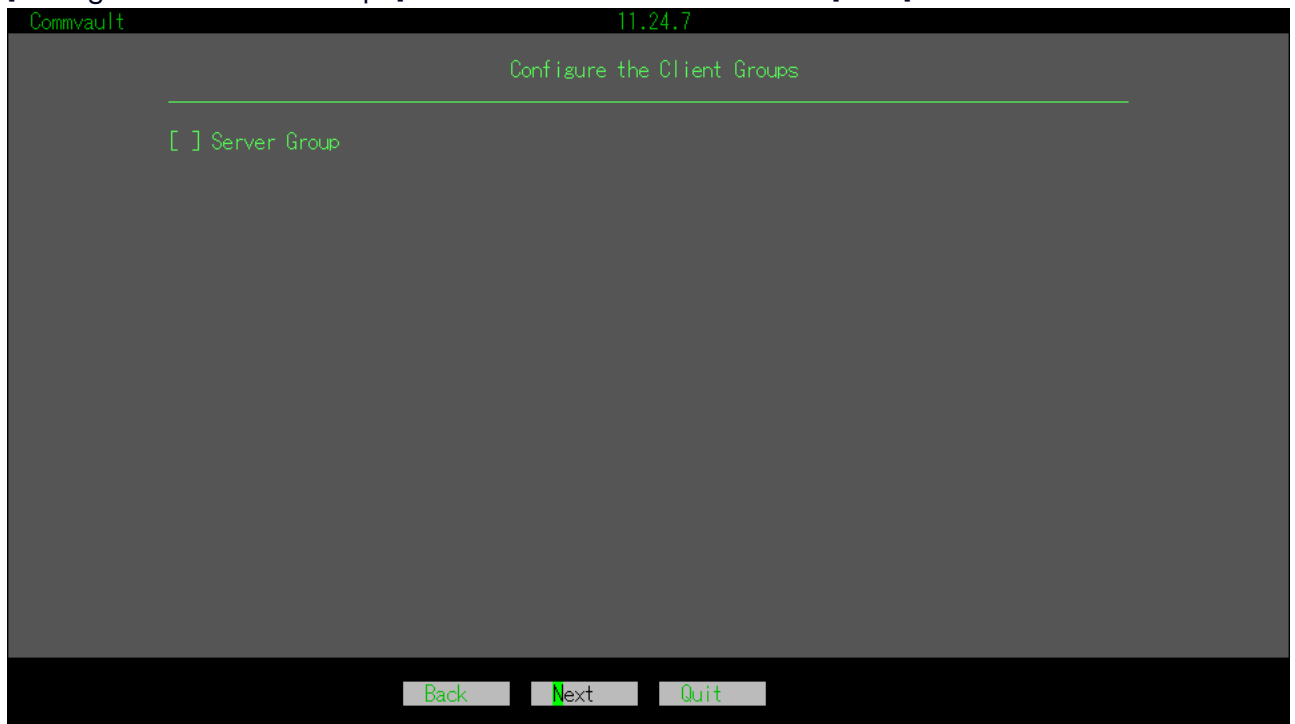 Commvault 11.24.7
Configure the Client Groups
[ ] Server Group
Back Next Quit